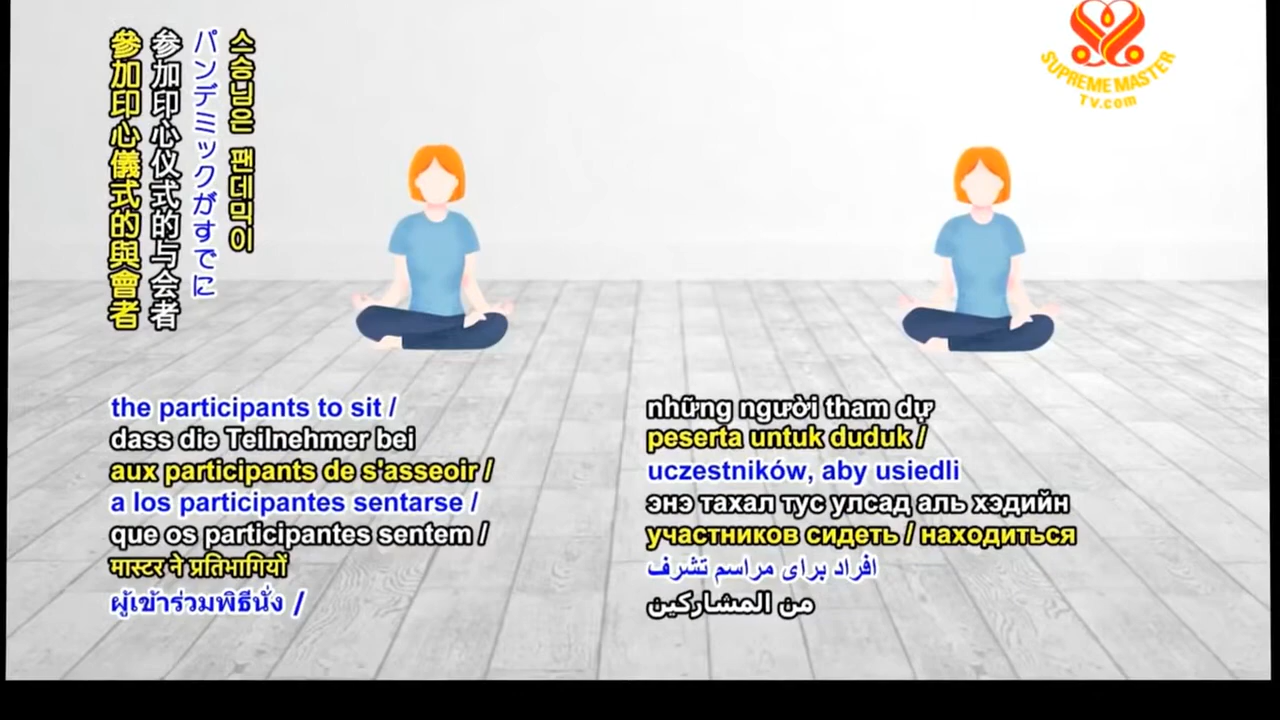 參加印心儀式的與會者
参加印心仪式的与会者
パンデミックがすでに
스승님은 팬데믹이
SUPREME MASTER
TV.com
the participants to sit /
dass die Teilnehmer bei
aux participants de s'asseoir /
a los participantes sentarse /
que os participantes sentem /
मास्टर ने प्रतिभागियों
ผู้เข้าร่วมพิธีนั่ง /
những người tham dự
peserta untuk duduk /
uczestników, aby usiedli
энэ тахал тус улсад аль хэдийн
участников сидеть / находиться
افراد برای مراسم تشرف
من المشاركين